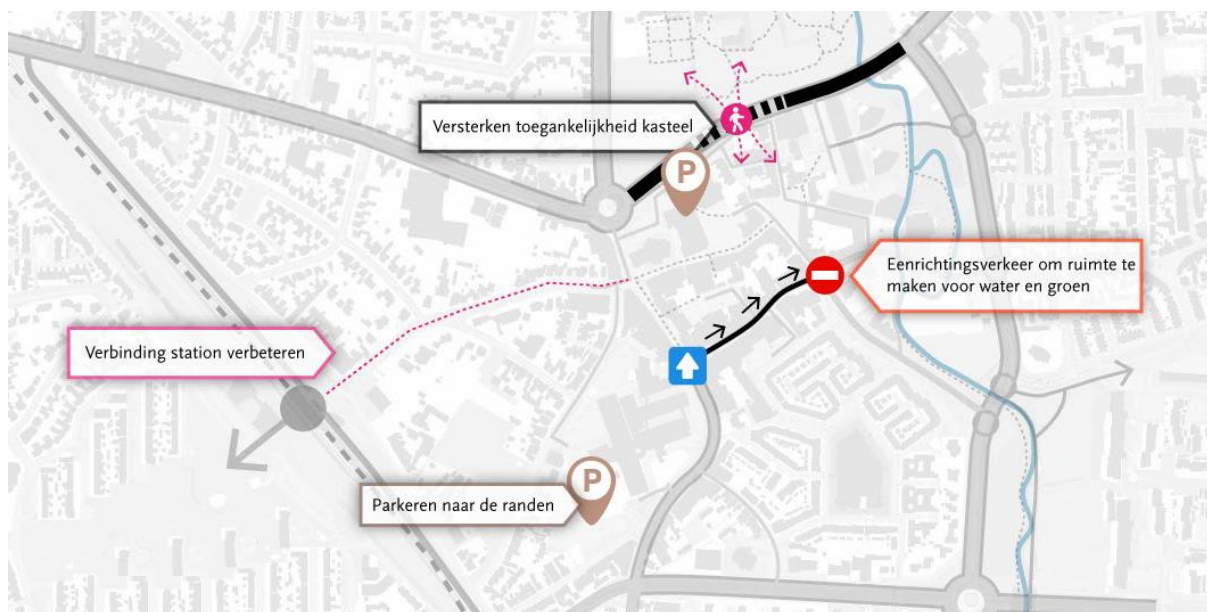 Versterken toegankelijkheid kasteel
P
Eenrichtingsverkeer om ruimte te
maken voor water en groen
Verbinding station verbeteren
P
Parkeren naar de randen